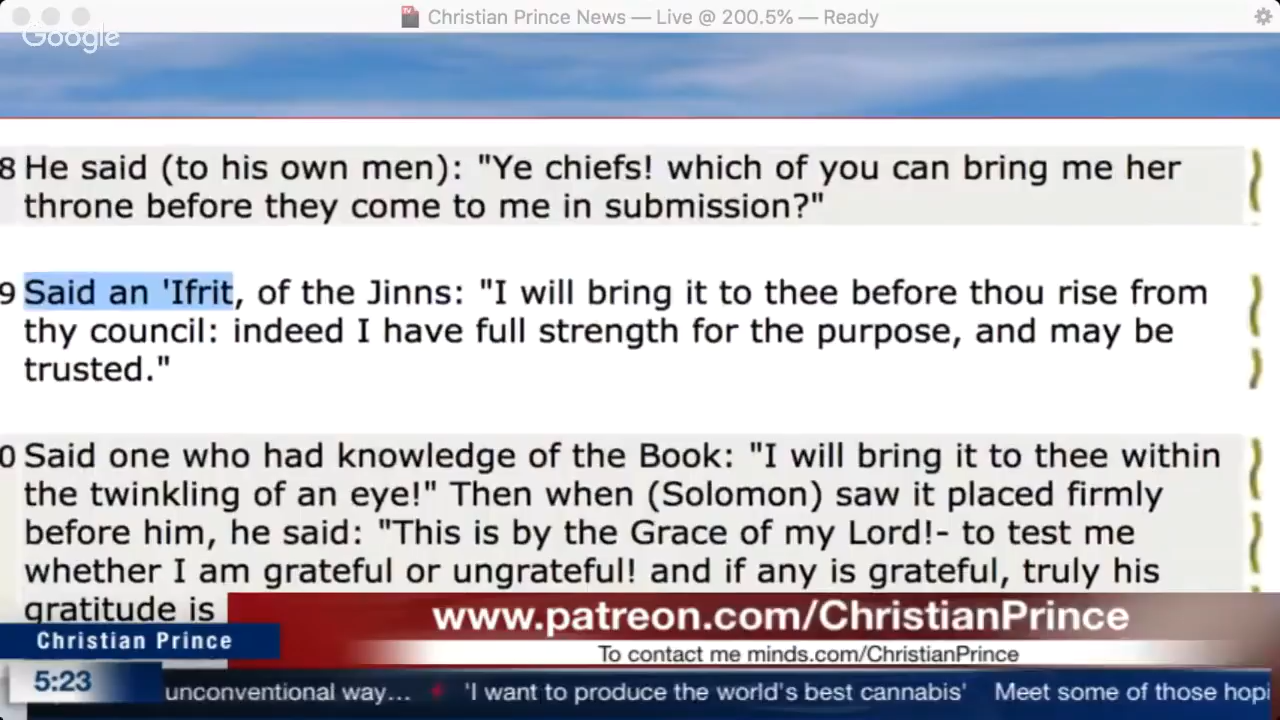 Christian Prince News — Live @ 200.5% — Ready
Google
8 He said (to his own men): "Ye chiefs! which of you can bring me her
throne before they come to me in submission?"
9 Said an 'Ifrit, of the Jinns: "I will bring it to thee before thou rise from
thy council: indeed I have full strength for the purpose, and may be
trusted."
0 Said one who had knowledge of the Book: "I will bring it to thee within
the twinkling of an eye!" Then when (Solomon) saw it placed firmly
before him, he said: "This is by the Grace of my Lord!- to test me
whether I am grateful or ungrateful! and if any is grateful, truly his
gratitude is
www.patreon.com/ChristianPrince
Christian Prince
To contact me minds.com/ChristianPrince
5:23
unconventional way... 'I want to produce the world's best cannabis' Meet some of those hopi